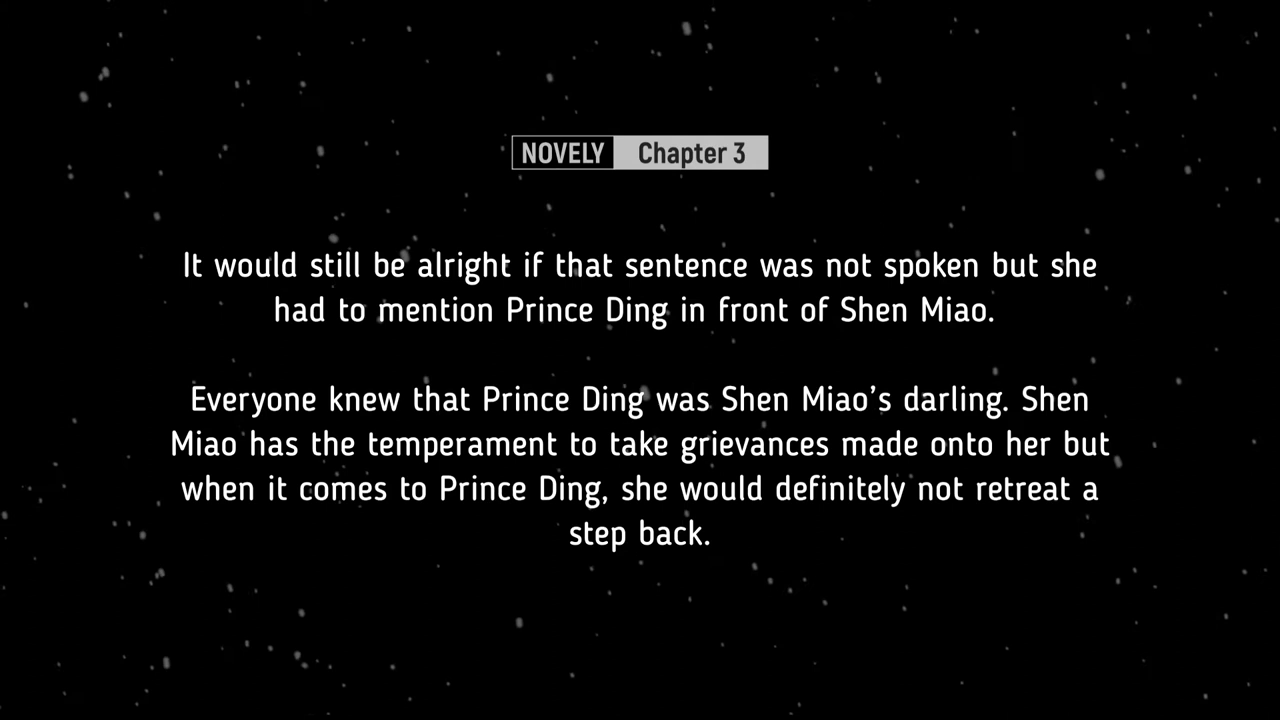 NOVELY Chapter 3
It would still be alright if that sentence was not spoken but she
had to mention Prince Ding in front of Shen Miao.
Everyone knew that Prince Ding was Shen Miao’s darling. Shen
Miao has the temperament to take grievances made onto her but
when it comes to Prince Ding, she would definitely not retreat a
step back.